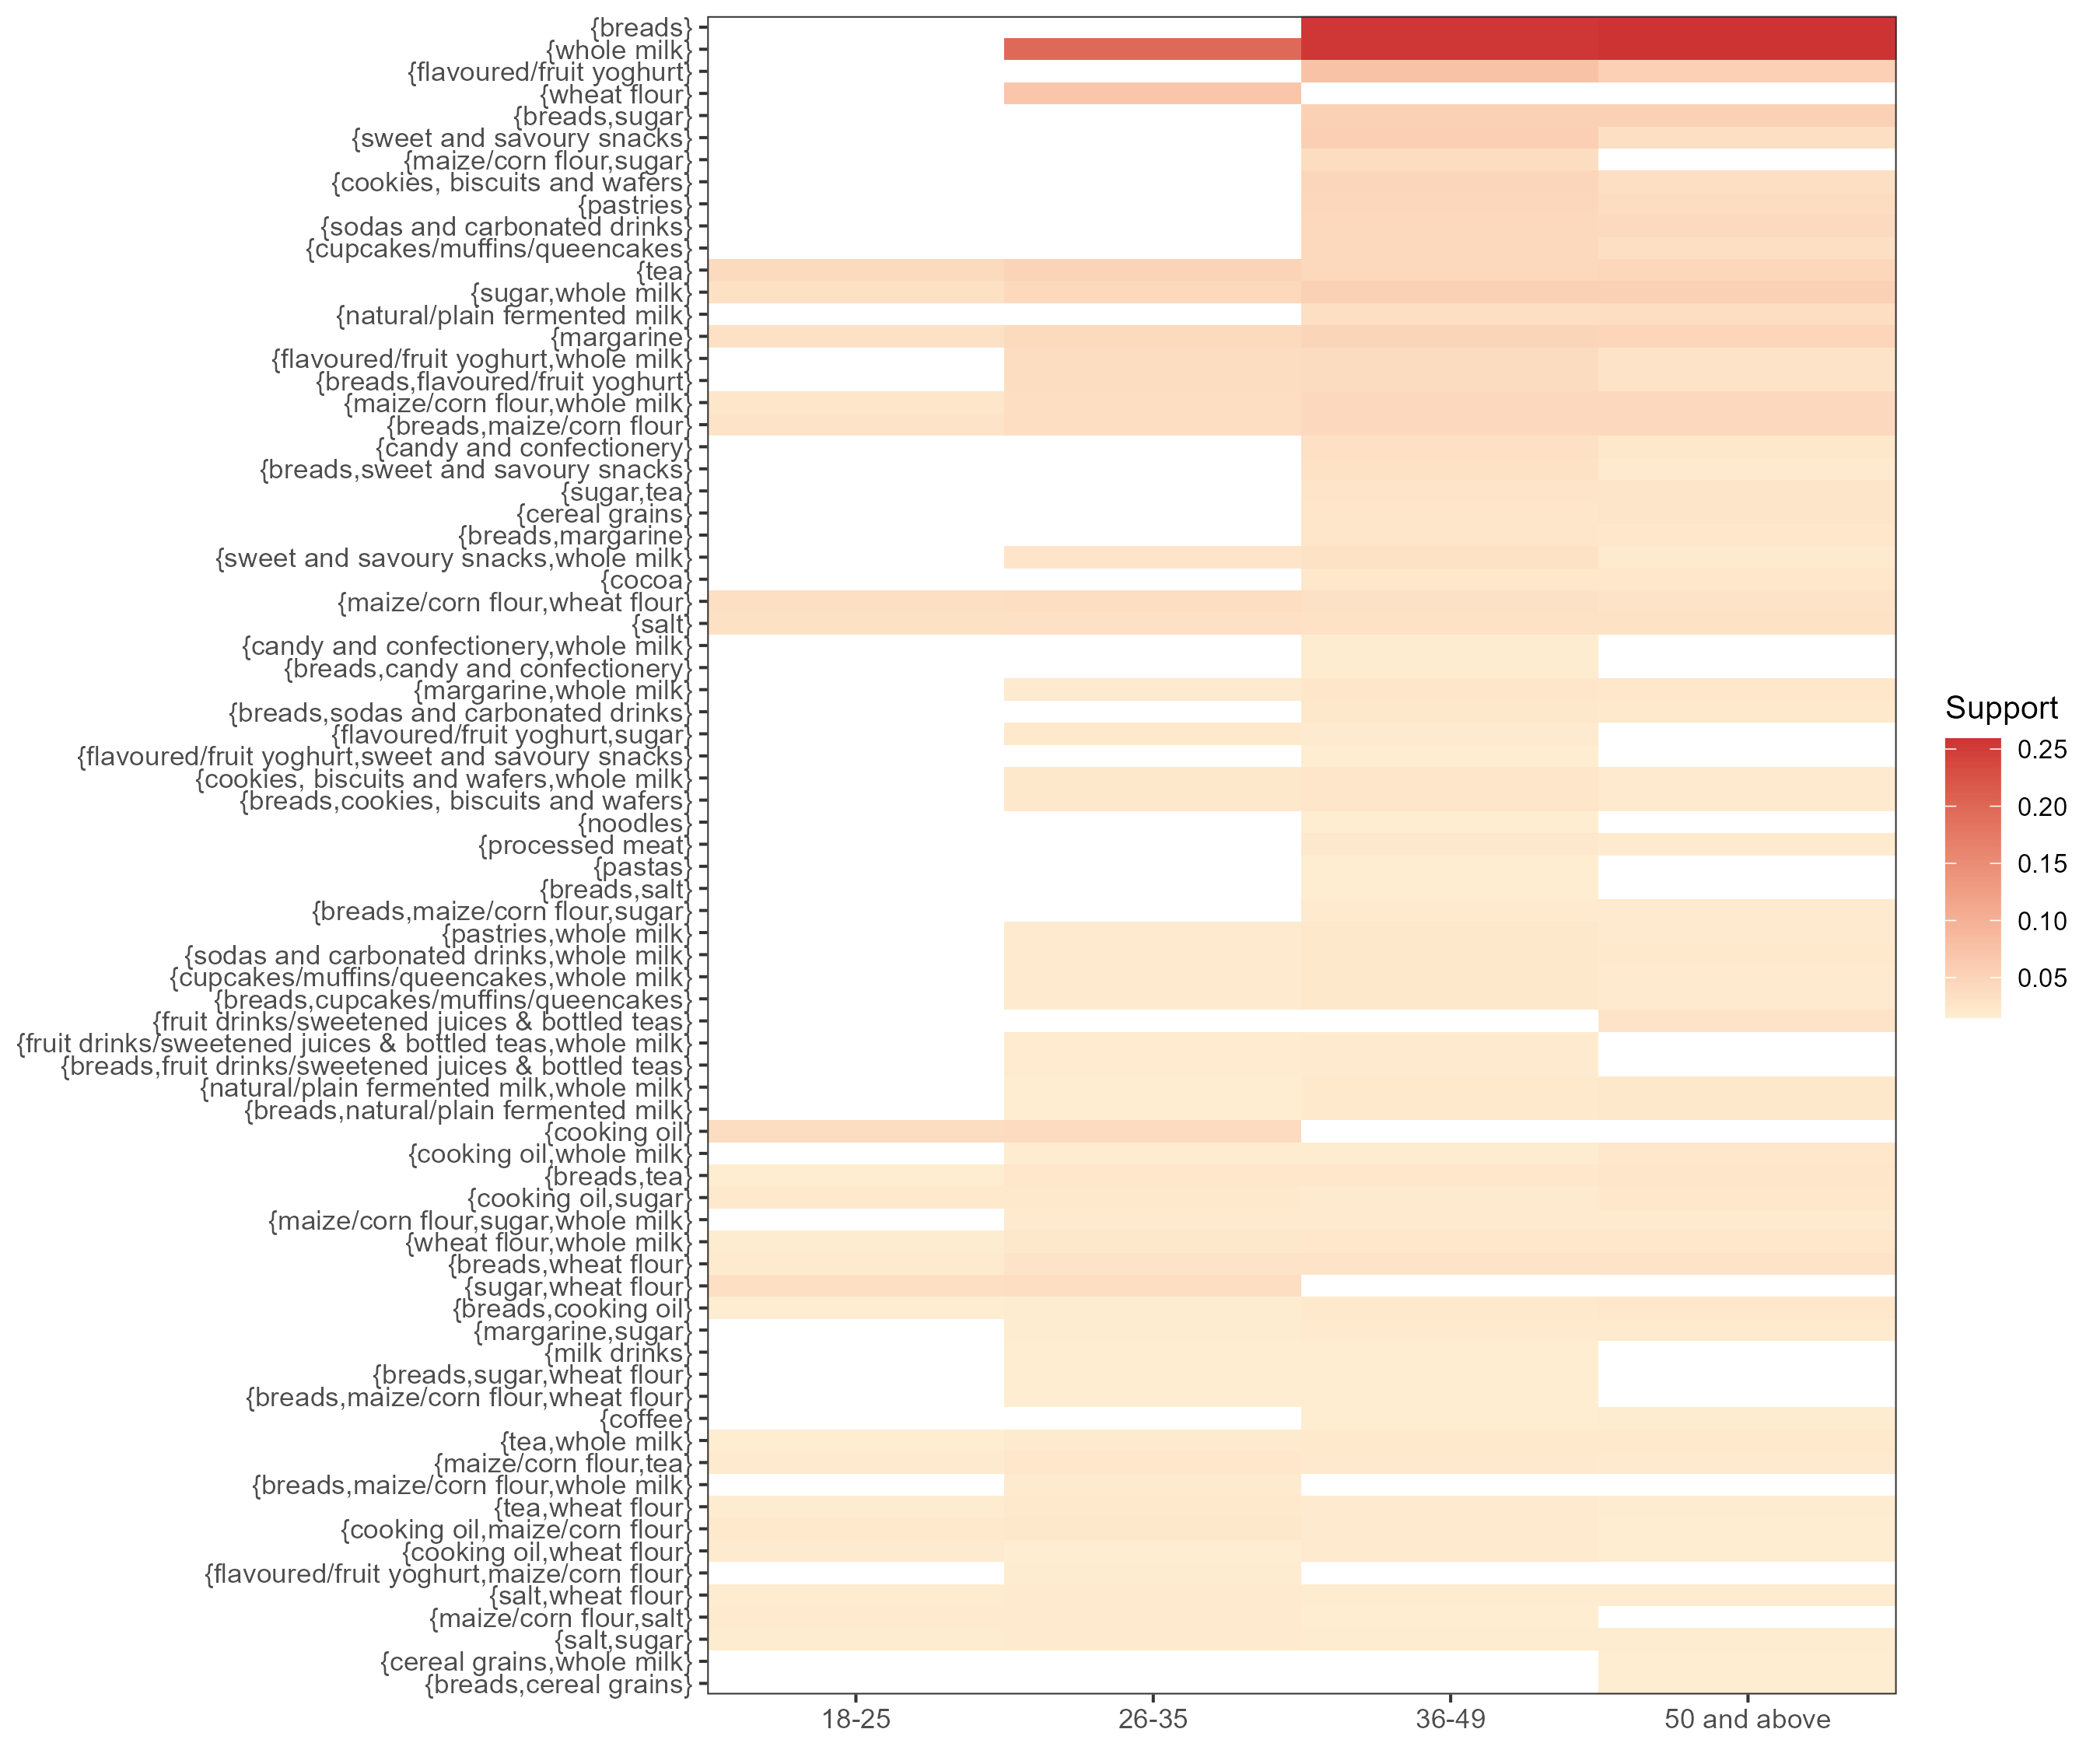 {breads}
{whole milk}
{flavoured/fruit yoghurt}
{wheat flour}
{breads,sugar}
{sweet and savoury snacks}
{maize/corn flour,sugar}
{cookies, biscuits and wafers}
{pastries}
{sodas and carbonated drinks}
{cupcakes/muffins/queencakes}
{tea}
{sugar,whole milk}
{natural/plain fermented milk}
{margarine}
{flavoured/fruit yoghurt,whole milk}
{breads,flavoured/fruit yoghurt}
{maize/corn flour,whole milk}
{breads,maize/corn flour}
{candy and confectionery}
{breads,sweet and savoury snacks}
{sugar,tea}
{cereal grains}
{breads,margarine}
{sweet and savoury snacks,whole milk}
{cocoa}
{maize/corn flour,wheat flour}
{salt}
{candy and confectionery,whole milk}
{breads,candy and confectionery}
{margarine,whole milk}
{breads,sodas and carbonated drinks}
{flavoured/fruit yoghurt,sugar}
{flavoured/fruit yoghurt,sweet and savoury snacks}
{cookies, biscuits and wafers,whole milk}
{breads,cookies, biscuits and wafers}
{noodles}
{processed meat}
{pastas}
{breads,salt}
{breads,maize/corn flour,sugar}
{pastries,whole milk}
{sodas and carbonated drinks,whole milk}
{cupcakes/muffins/queencakes,whole milk}
{breads,cupcakes/muffins/queencakes}
{fruit drinks/sweetened juices & bottled teas}
{fruit drinks/sweetened juices & bottled teas,whole milk}
{breads,fruit drinks/sweetened juices & bottled teas}
{natural/plain fermented milk,whole milk}
{breads,natural/plain fermented milk}
{cooking oil}
{cooking oil,whole milk}
{breads,tea}
{cooking oil,sugar}
{maize/corn flour,sugar,whole milk}
{wheat flour,whole milk}
{breads,wheat flour}
{sugar,wheat flour}
{breads,cooking oil}
{margarine,sugar}
{milk drinks}
{breads,sugar,wheat flour}
{breads,maize/corn flour,wheat flour}
{coffee}
{tea,whole milk}
{maize/corn flour,tea}
{breads,maize/corn flour,whole milk}
{tea,wheat flour}
{cooking oil,maize/corn flour}
{cooking oil,wheat flour}
{flavoured/fruit yoghurt,maize/corn flour}
{salt,wheat flour}
{maize/corn flour,salt}
{salt,sugar}
{cereal grains,whole milk}
{breads,cereal grains}
18-25 26-35 36-49 50 and above
Support
0.25
0.20
0.15
0.10
0.05